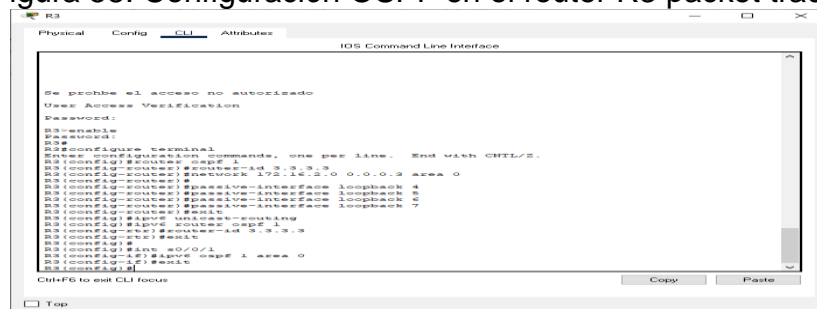 igura 38. Configuración OSPF en el router R3 packet trac
R3
Physical Config CLI Attributes
IOS Command Line Interface
Se prohbe el acceso no autorizado
User Access Verification
Password:
R3>enable
Password:
R3#
R3#configure terminal
Enter configuration commands, one per line. End with CNTL/Z.
R3(config)#router ospf 1
R3(config-router)#router-id 3.3.3.3
R3(config-router)#network 172.16.2.0 0.0.0.3 area 0
R3(config-router)#
R3(config-router)#passive-interface loopback 4
R3(config-router)#passive-interface loopback 5
R3(config-router)#passive-interface loopback 6
R3(config-router)#passive-interface loopback 7
R3(config-router)#exit
R3(config)#ipv6 unicast-routing
R3(config)#ipv6 router ospf 1
R3(config-rtr)#router-id 3.3.3.3
R3(config-rtr)#exit
R3(config)#
R3(config)#int s0/0/1
R3(config-if)#ipv6 ospf 1 area 0
R3(config-if)#exit
R3(config)#
Ctrl+F6 to exit CLI focus Copy Paste
Top